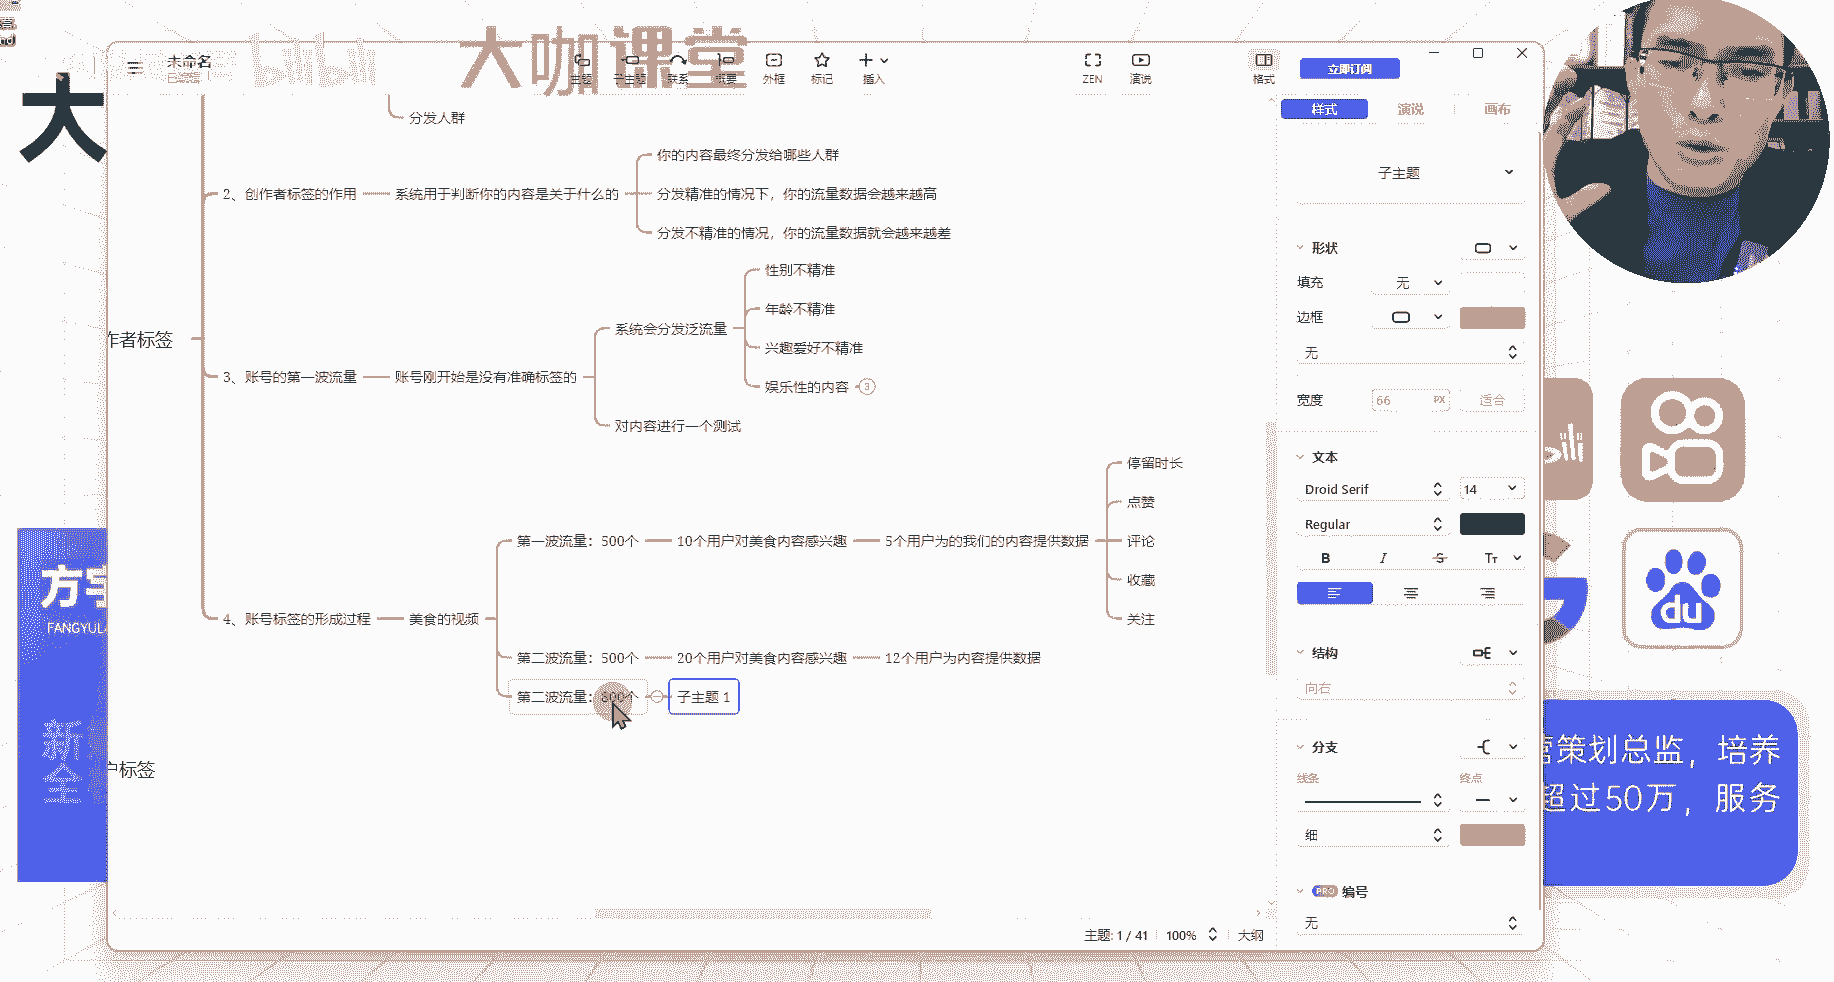 大咖课堂
bilibili
未命名
已编辑
主题
子主题
联系
概要
外框
标记
插入
ZEN
演说
格式
立即订阅
样式
演说
画布
分发人群
2、创作者标签的作用
系统用于判断你的内容是关于什么的
你的内容最终分发给哪些人群
分发精准的情况下，你的流量数据会越来越高
分发不精准的情况，你的流量数据就会越来越差
作者标签
3、账号的第一波流量
账号刚开始是没有准确标签的
系统会分发泛流量
性别不精准
年龄不精准
兴趣爱好不精准
娱乐性的内容
3
对内容进行一个测试
4、账号标签的形成过程
美食的视频
第一波流量：500个
10个用户对美食内容感兴趣
5个用户为的我们的内容提供数据
停留时长
点赞
评论
收藏
关注
第二波流量：500个
20个用户对美食内容感兴趣
12个用户为内容提供数据
第二波流量：800个
子主题 1
户标签
子主题
形状
填充
无
边框
无
宽度
66
PX
适合
文本
Droid Serif
14
Regular
B
I
S
Tт
结构
向右
分支
线条
终点
细
PRO
编号
无
主题: 1 / 41
100%
大纲
大
方宇
FANGYULA
新
全
du
营策划总监，培养
超过50万，服务